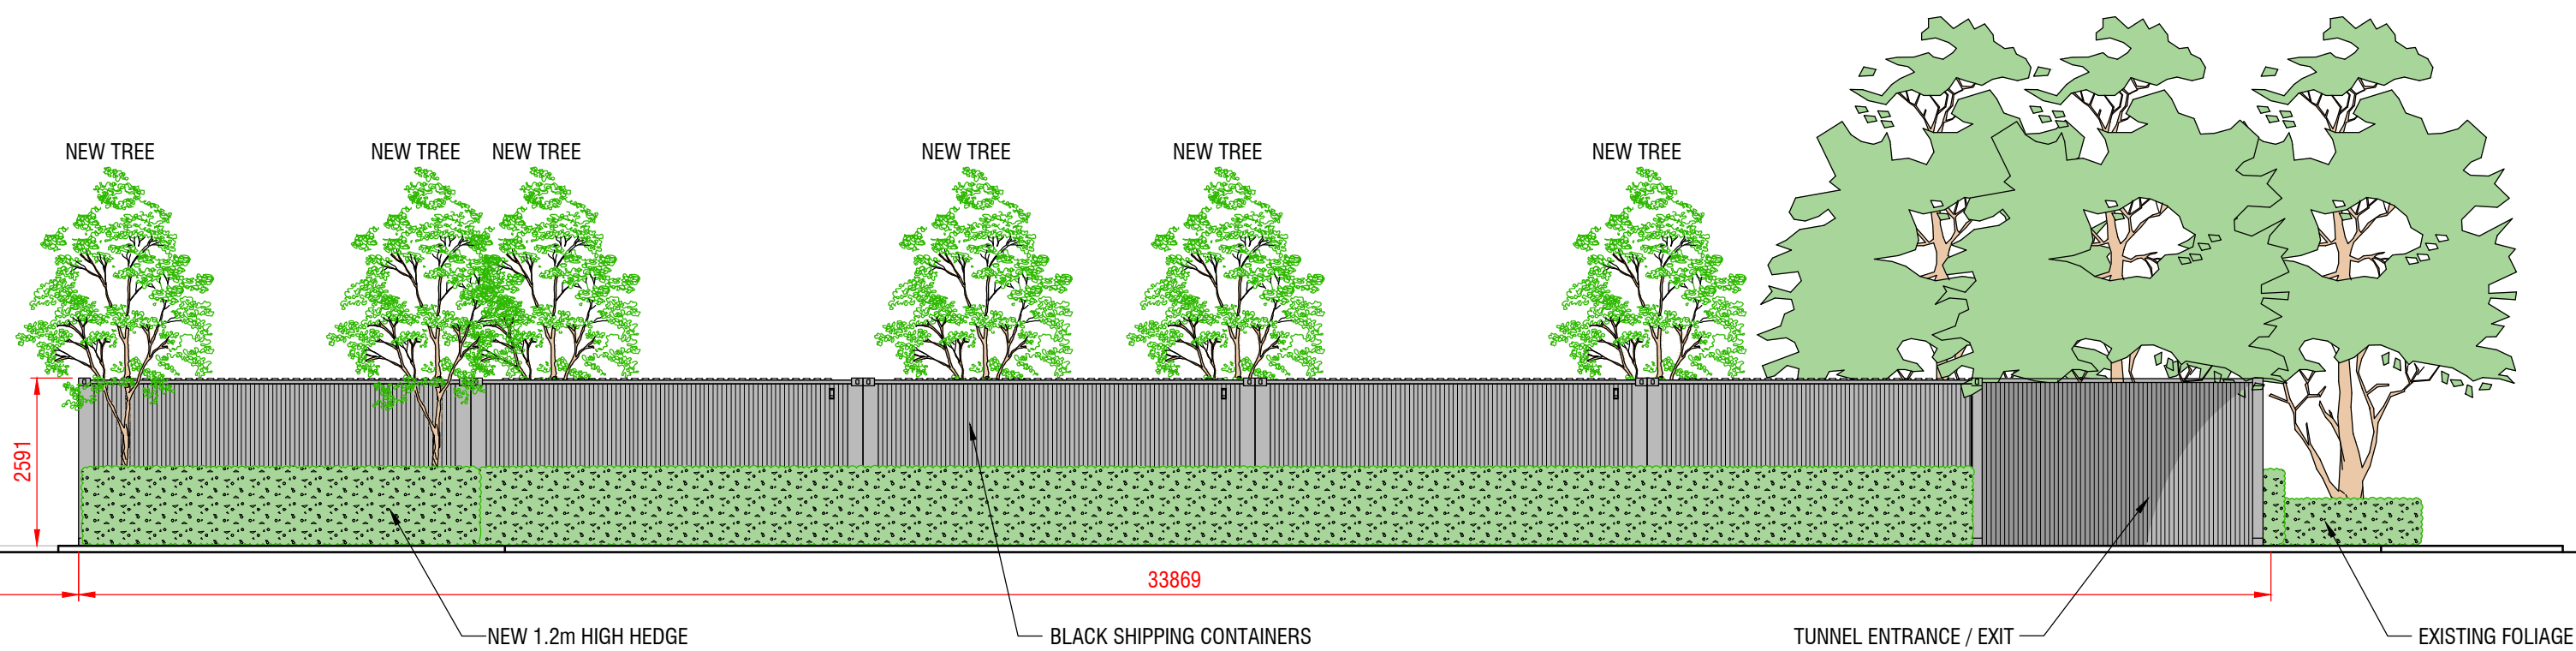 NEW TREE
NEW TREE
NEW TREE
NEW TREE
NEW TREE
NEW TREE
2591
33869
NEW 1.2m HIGH HEDGE
BLACK SHIPPING CONTAINERS
TUNNEL ENTRANCE / EXIT
EXISTING FOLIAGE